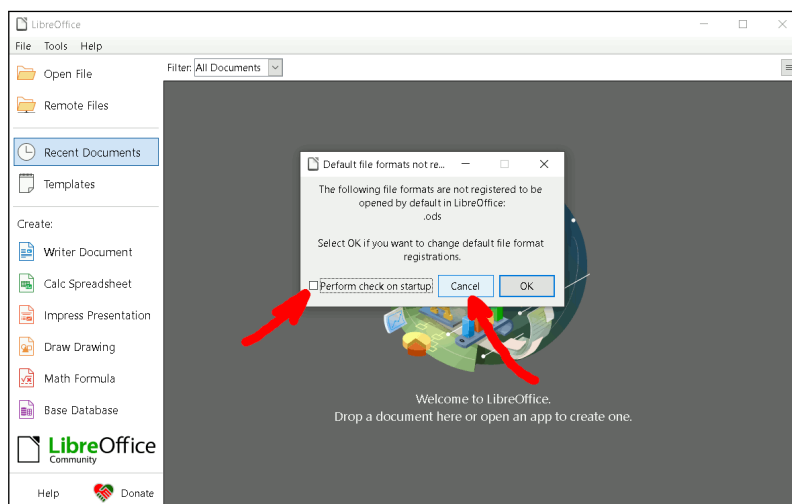 LibreOffice
File Tools Help
Open File
Remote Files
Recent Documents
Templates
Create:
Writer Document
Calc Spreadsheet
Impress Presentation
Draw Drawing
Math Formula
Base Database
LibreOffice
Community
Help Donate
Filter: All Documents
Default file formats not re...
The following file formats are not registered to be
opened by default in LibreOffice:
.ods
Select OK if you want to change default file format
registrations.
Perform check on startup Cancel OK
Welcome to LibreOffice.
Drop a document here or open an app to create one.